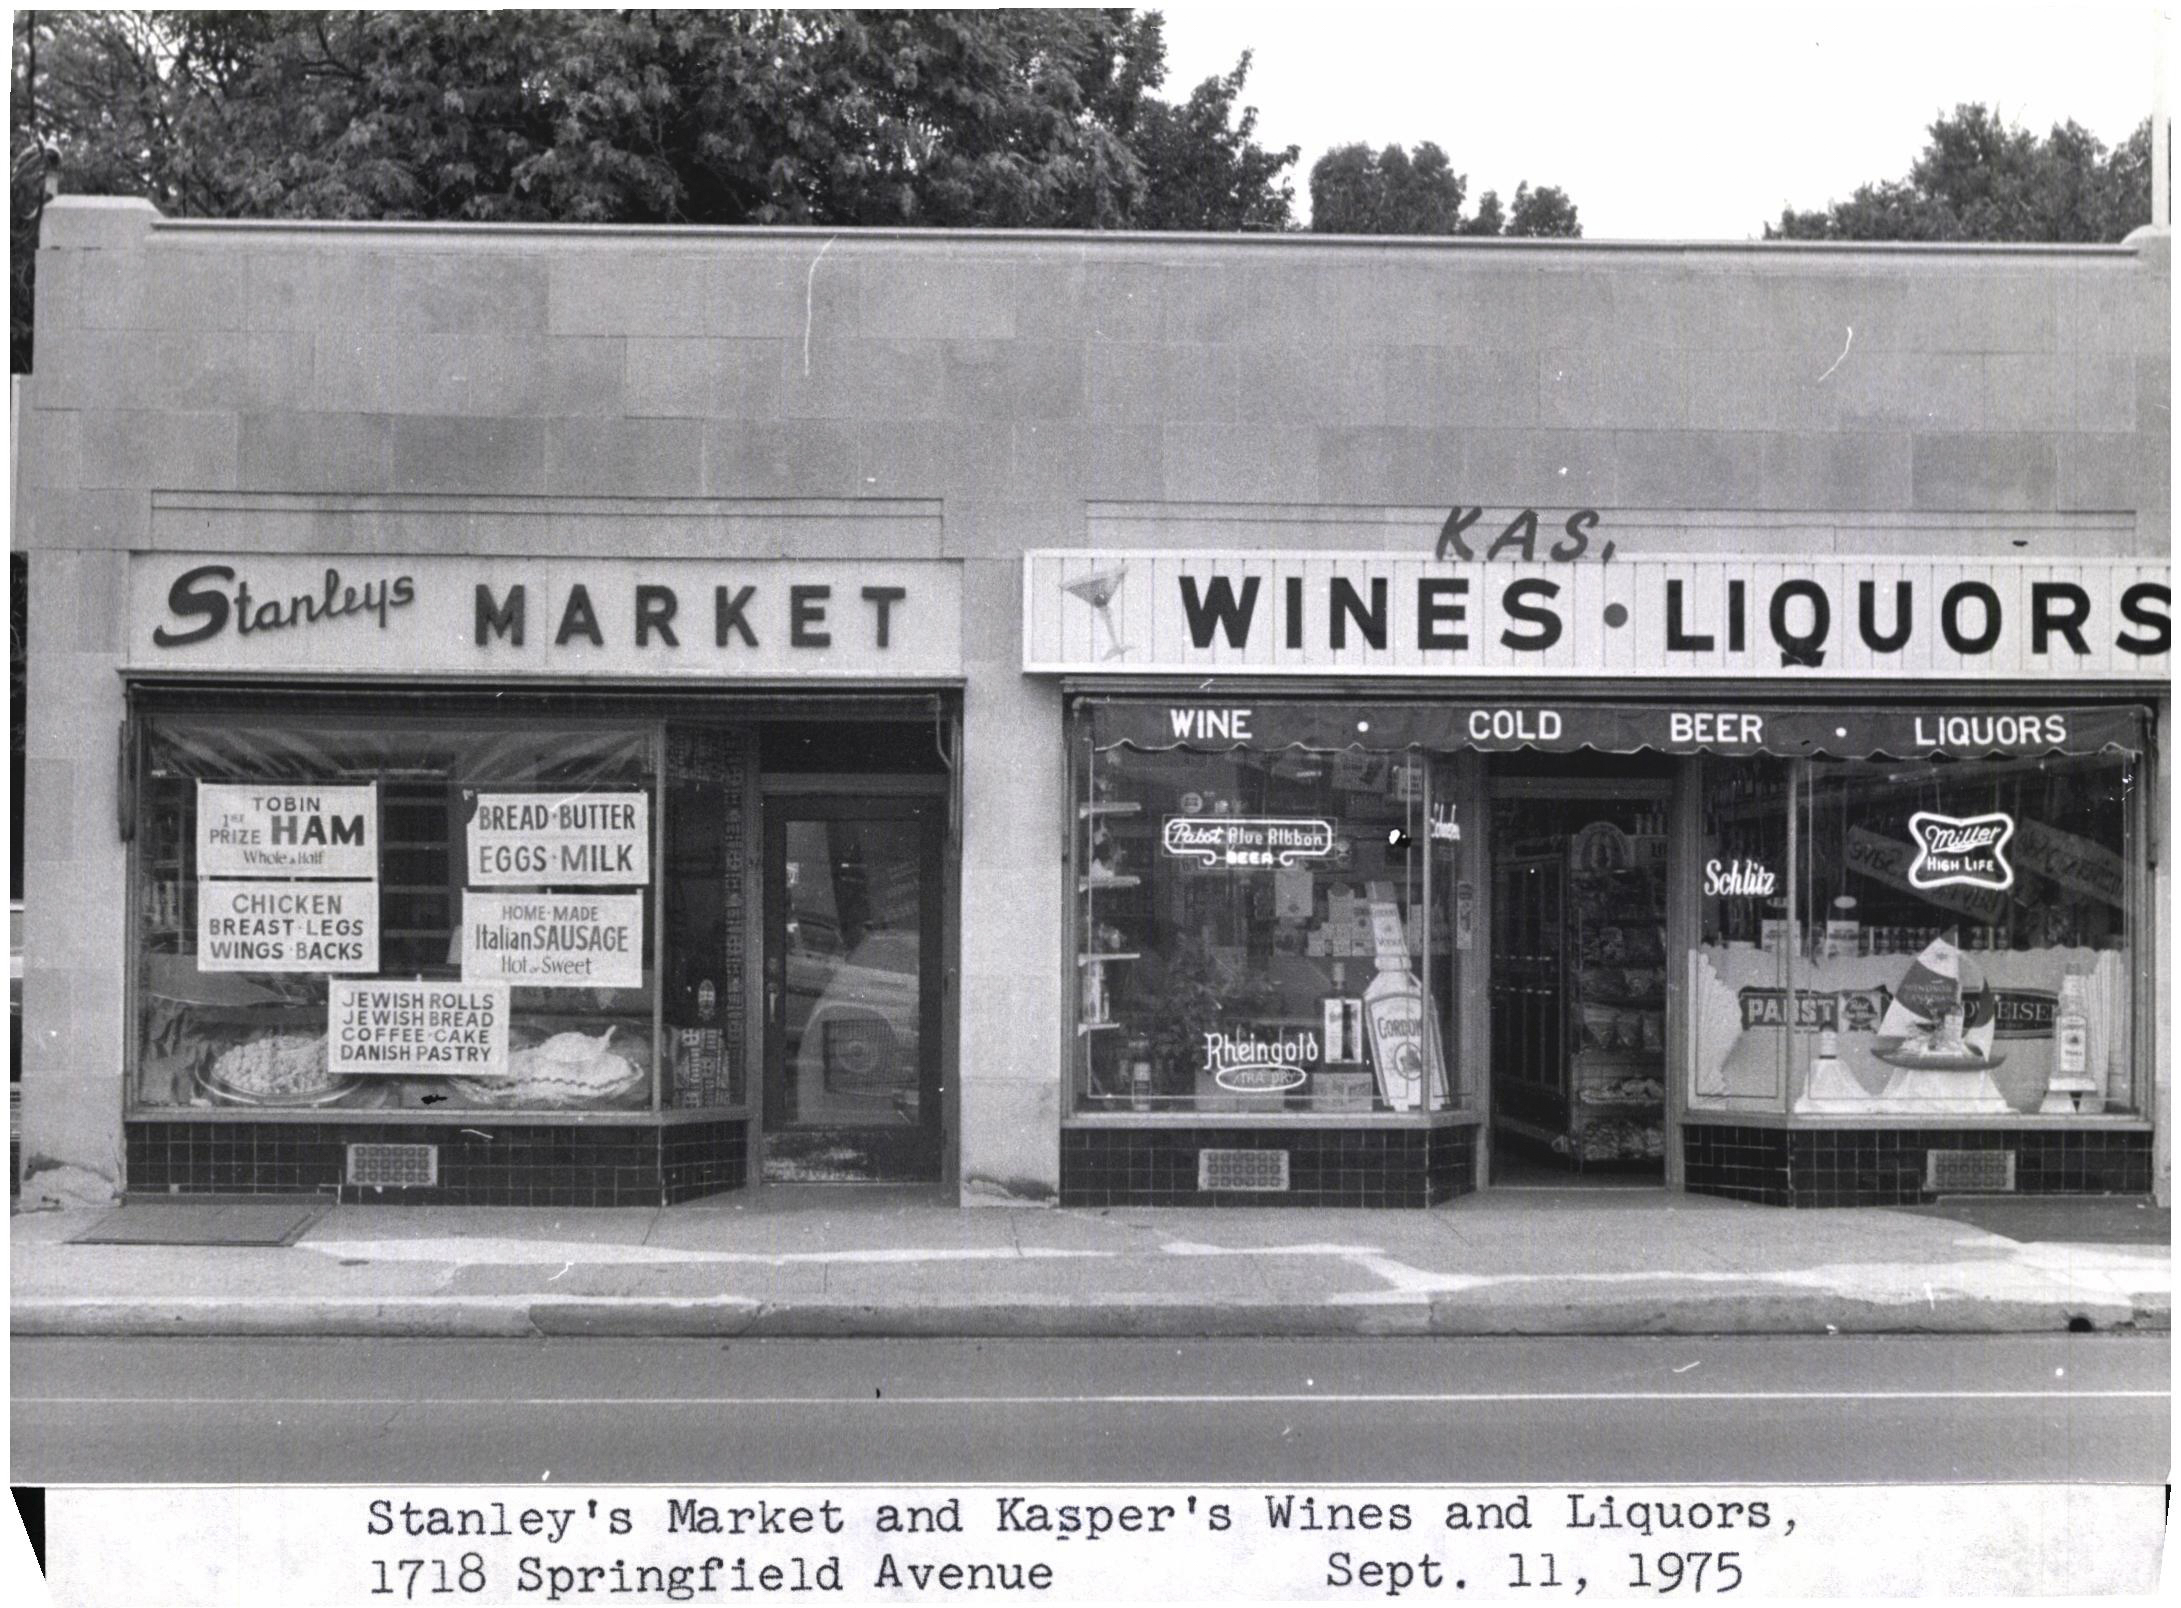 Stanleys MARKET
KAS.
WINES • LIQUORS
WINE • COLD BEER • LIQUORS
TOBIN
1ST
PRIZE HAM
Whole & Half
CHICKEN
BREAST · LEGS
WINGS · BACKS
BREAD · BUTTER
EGGS · MILK
HOME-MADE
Italian SAUSAGE
Hot or Sweet
JEWISH ROLLS
JEWISH BREAD
COFFEE · CAKE
DANISH PASTRY
Pabst Blue Ribbon
BEER
Rheingold
GORDON'S
Schlitz
Miller
HIGH LIFE
PABST
Stanley's Market and Kasper's Wines and Liquors,
1718 Springfield Avenue Sept. 11, 1975